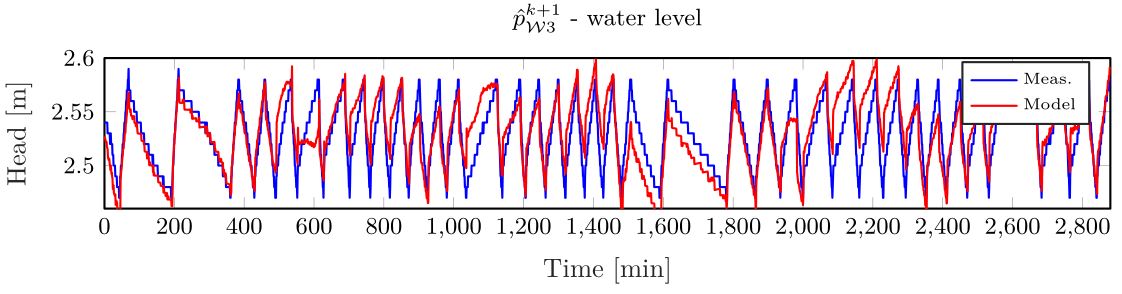 p̂ᵏ⁺¹_𝒲3 - water level
Head [m]
2.6
2.55
2.5
Meas.
Model
0 200 400 600 800 1,000 1,200 1,400 1,600 1,800 2,000 2,200 2,400 2,600 2,800
Time [min]